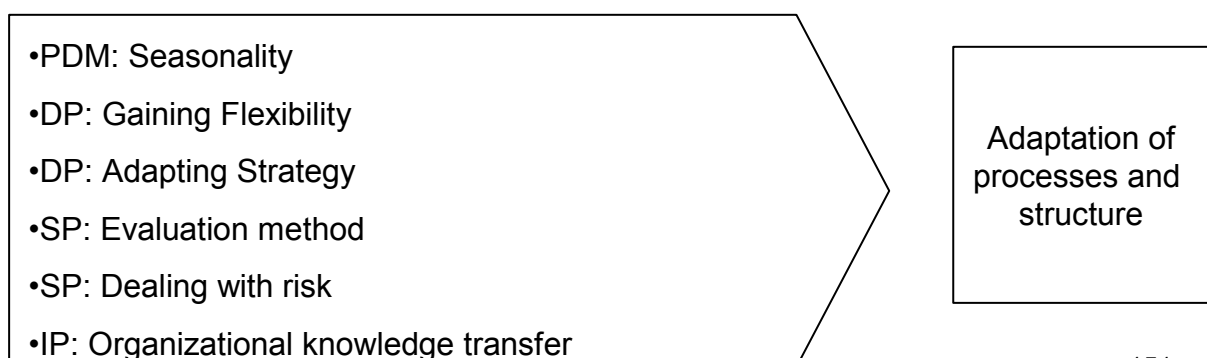 •PDM: Seasonality
•DP: Gaining Flexibility
•DP: Adapting Strategy
•SP: Evaluation method
•SP: Dealing with risk
•IP: Organizational knowledge transfer
Adaptation of
processes and
structure